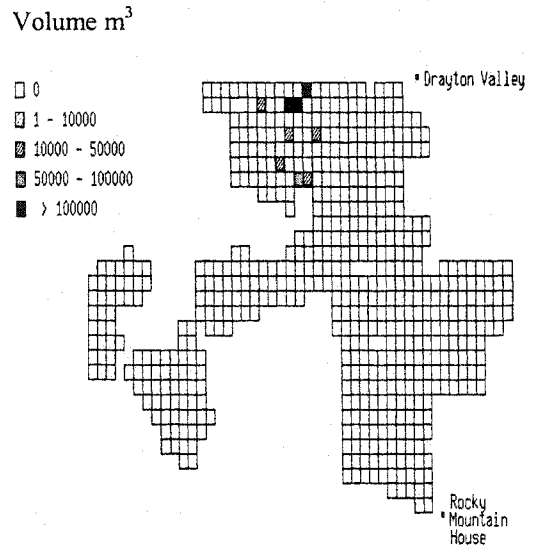 Volume m³
0
1 - 10000
10000 - 50000
50000 - 100000
> 100000
Drayton Valley
Rocky
Mountain
House